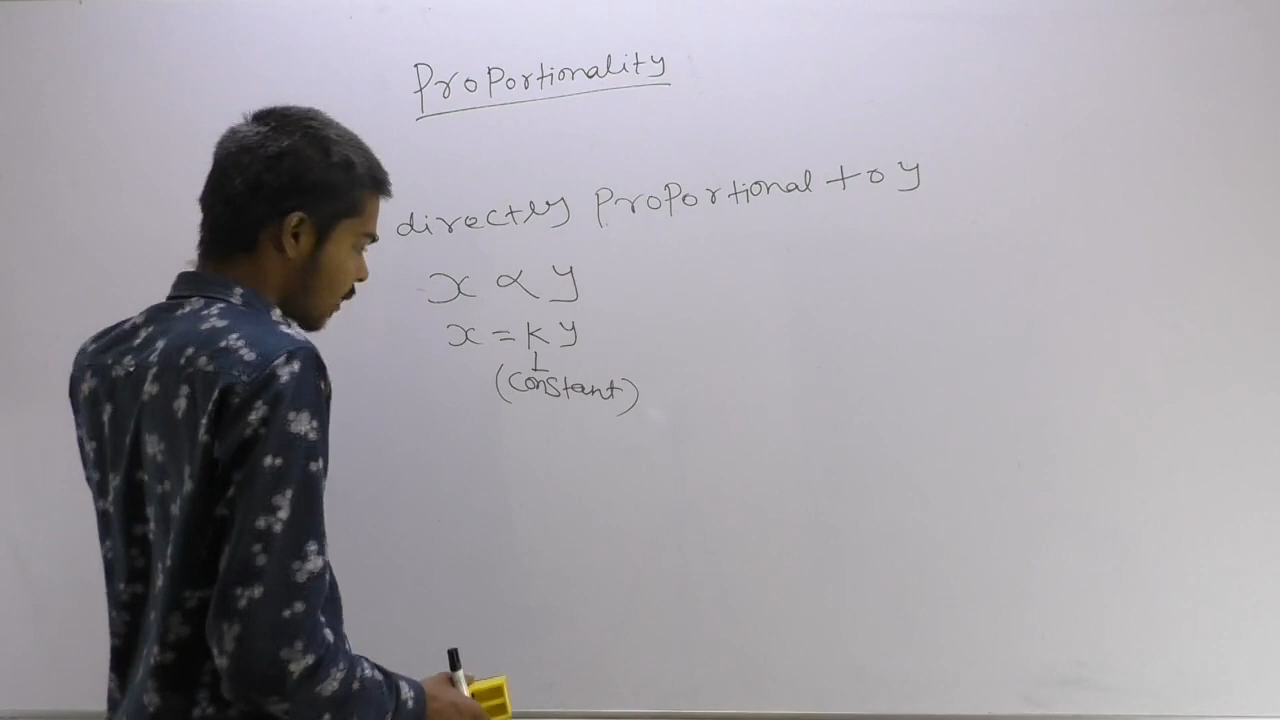 Proportionality
directly Proportional to y
x ∝ y
x = k y
(constant)